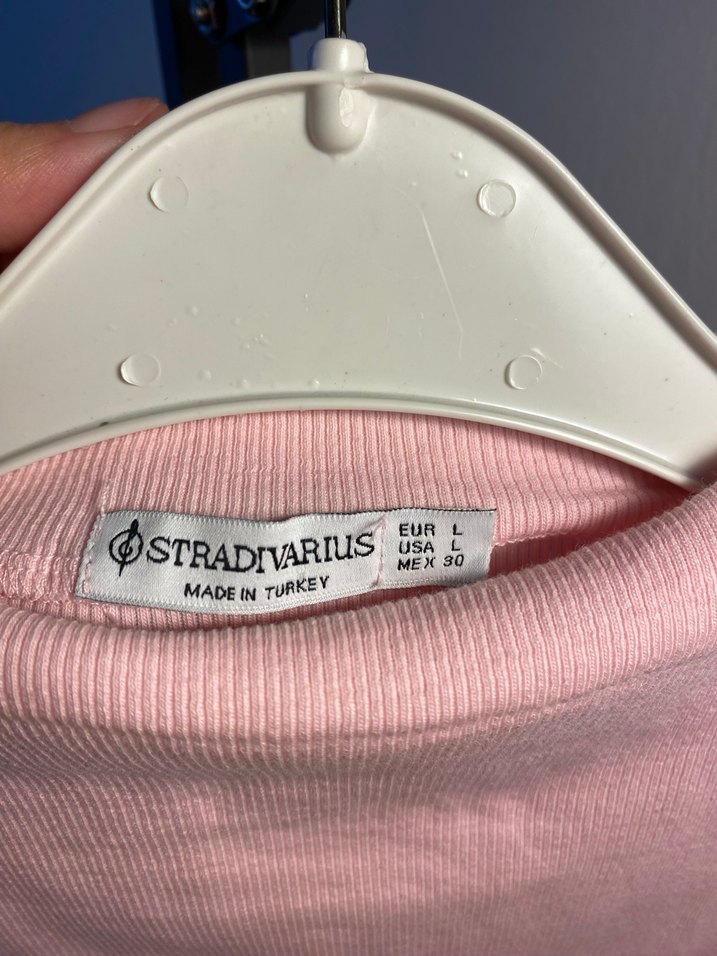 STRADIVARIUS
MADE IN TURKEY
EUR L
USA L
MEX 30